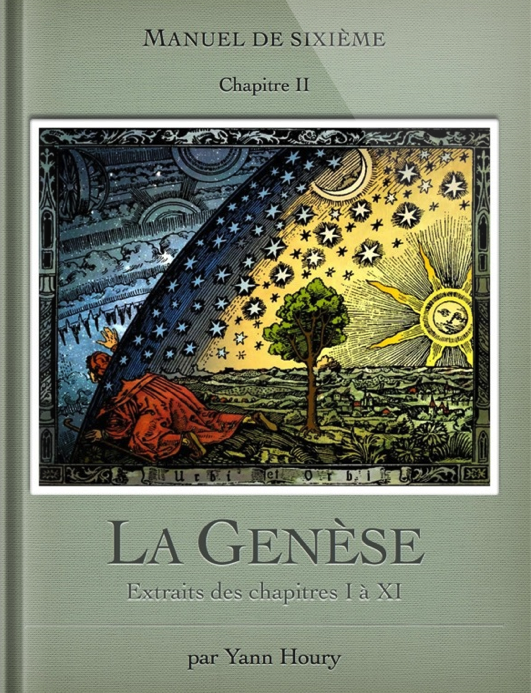 MANUEL DE SIXIÈME
Chapitre II
Urbi et Orbi
LA GENÈSE
Extraits des chapitres I à XI
par Yann Houry